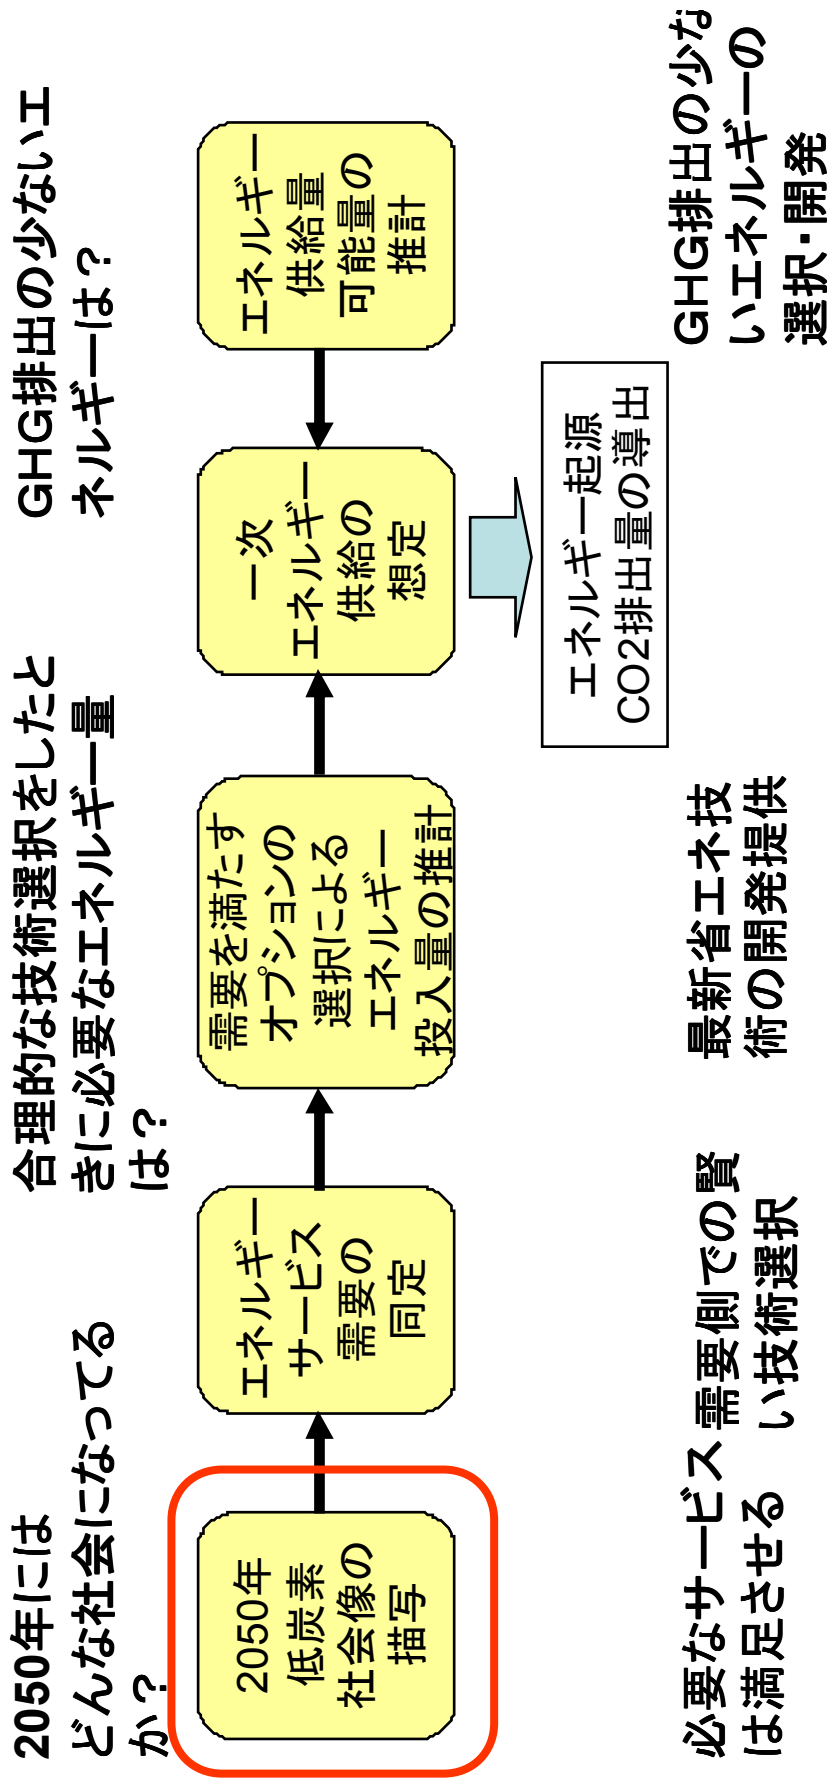 2050年には
どんな社会になってる
か？
合理的な技術選択をしたと
きに必要なエネルギー量
は？
GHG排出の少ないエ
ネルギーは？
2050年
低炭素
社会像の
描写
エネルギー
サービス
需要の
同定
需要を満たす
オプションの
選択による
エネルギー
投入量の推計
一次
エネルギー
供給の
想定
エネルギー
供給量
可能量の
推計
エネルギー起源
CO2排出量の導出
必要なサービス
は満足させる
需要側での賢
い技術選択
最新省エネ技
術の開発提供
GHG排出の少な
いエネルギーの
選択・開発